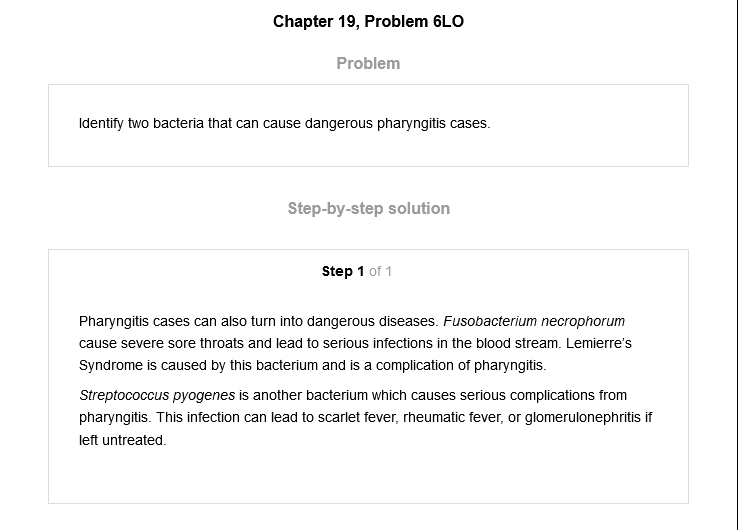 Chapter 19, Problem 6LO
Problem
Identify two bacteria that can cause dangerous pharyngitis cases.
Step-by-step solution
Step 1 of 1
Pharyngitis cases can also turn into dangerous diseases. Fusobacterium necrophorum
cause severe sore throats and lead to serious infections in the blood stream. Lemierre's
Syndrome is caused by this bacterium and is a complication of pharyngitis.
Streptococcus pyogenes is another bacterium which causes serious complications from
pharyngitis. This infection can lead to scarlet fever, rheumatic fever, or glomerulonephritis if
left untreated.